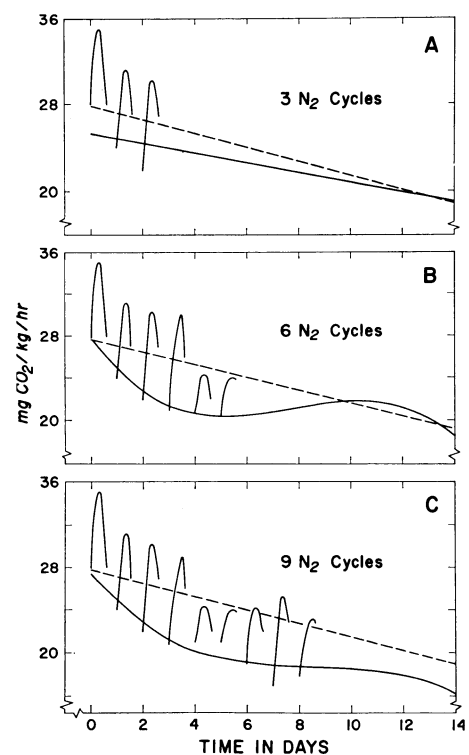 36
A
3 N2 Cycles
28
20
36
B
6 N2 Cycles
28
20
mg CO2/kg/hr
36
C
9 N2 Cycles
28
20
0 2 4 6 8 10 12 14
TIME IN DAYS